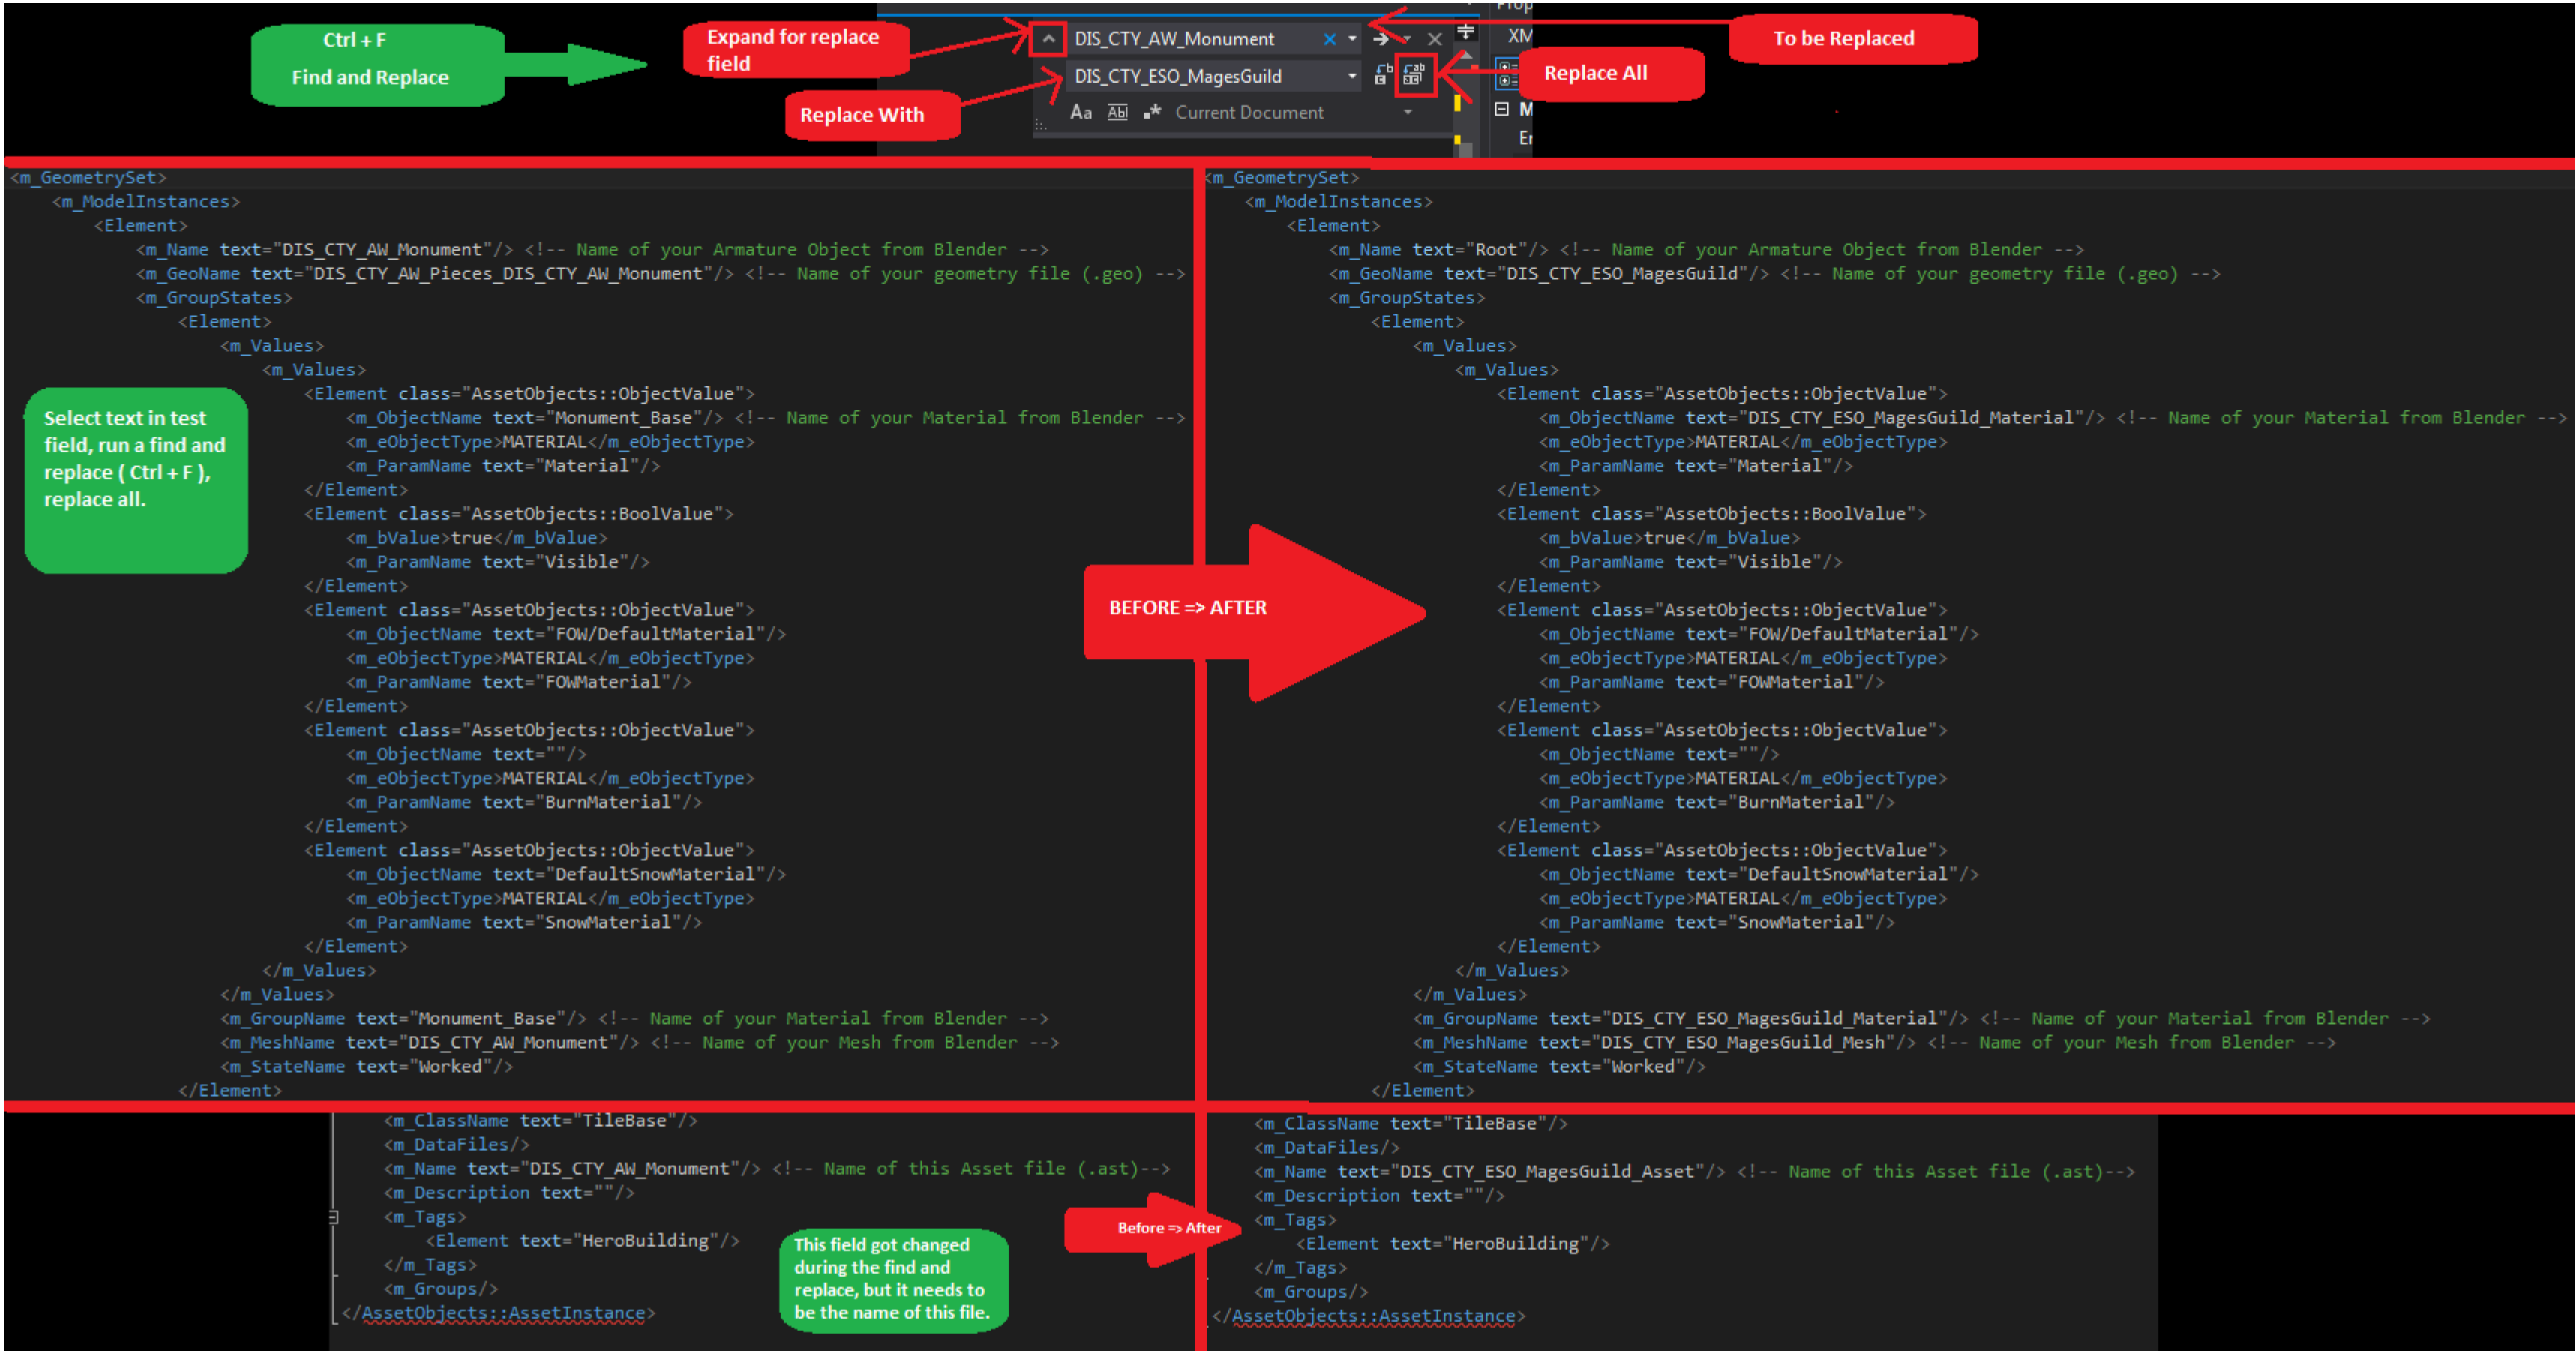 Ctrl + F
Find and Replace
Expand for replace
field
Replace With
DIS_CTY_AW_Monument
DIS_CTY_ESO_MagesGuild
Aa Abl .* Current Document
To be Replaced
Replace All
XM
M
<m_GeometrySet>
<m_ModelInstances>
<Element>
<m_Name text="DIS_CTY_AW_Monument"/> <!-- Name of your Armature Object from Blender -->
<m_GeoName text="DIS_CTY_AW_Pieces_DIS_CTY_AW_Monument"/> <!-- Name of your geometry file (.geo) -->
<m_GroupStates>
<Element>
<m_Values>
<m_Values>
<Element class="AssetObjects::ObjectValue">
<m_ObjectName text="Monument_Base"/> <!-- Name of your Material from Blender -->
<m_eObjectType>MATERIAL</m_eObjectType>
<m_ParamName text="Material"/>
</Element>
<Element class="AssetObjects::BoolValue">
<m_bValue>true</m_bValue>
<m_ParamName text="Visible"/>
</Element>
<Element class="AssetObjects::ObjectValue">
<m_ObjectName text="FOW/DefaultMaterial"/>
<m_eObjectType>MATERIAL</m_eObjectType>
<m_ParamName text="FOWMaterial"/>
</Element>
<Element class="AssetObjects::ObjectValue">
<m_ObjectName text=""/>
<m_eObjectType>MATERIAL</m_eObjectType>
<m_ParamName text="BurnMaterial"/>
</Element>
<Element class="AssetObjects::ObjectValue">
<m_ObjectName text="DefaultSnowMaterial"/>
<m_eObjectType>MATERIAL</m_eObjectType>
<m_ParamName text="SnowMaterial"/>
</Element>
</m_Values>
</m_Values>
<m_GroupName text="Monument_Base"/> <!-- Name of your Material from Blender -->
<m_MeshName text="DIS_CTY_AW_Monument"/> <!-- Name of your Mesh from Blender -->
<m_StateName text="Worked"/>
</Element>
Select text in test
field, run a find and
replace ( Ctrl + F ),
replace all.
BEFORE => AFTER
<m_GeometrySet>
<m_ModelInstances>
<Element>
<m_Name text="Root"/> <!-- Name of your Armature Object from Blender -->
<m_GeoName text="DIS_CTY_ESO_MagesGuild"/> <!-- Name of your geometry file (.geo) -->
<m_GroupStates>
<Element>
<m_Values>
<m_Values>
<Element class="AssetObjects::ObjectValue">
<m_ObjectName text="DIS_CTY_ESO_MagesGuild_Material"/> <!-- Name of your Material from Blender -->
<m_eObjectType>MATERIAL</m_eObjectType>
<m_ParamName text="Material"/>
</Element>
<Element class="AssetObjects::BoolValue">
<m_bValue>true</m_bValue>
<m_ParamName text="Visible"/>
</Element>
<Element class="AssetObjects::ObjectValue">
<m_ObjectName text="FOW/DefaultMaterial"/>
<m_eObjectType>MATERIAL</m_eObjectType>
<m_ParamName text="FOWMaterial"/>
</Element>
<Element class="AssetObjects::ObjectValue">
<m_ObjectName text=""/>
<m_eObjectType>MATERIAL</m_eObjectType>
<m_ParamName text="BurnMaterial"/>
</Element>
<Element class="AssetObjects::ObjectValue">
<m_ObjectName text="DefaultSnowMaterial"/>
<m_eObjectType>MATERIAL</m_eObjectType>
<m_ParamName text="SnowMaterial"/>
</Element>
</m_Values>
</m_Values>
<m_GroupName text="DIS_CTY_ESO_MagesGuild_Material"/> <!-- Name of your Material from Blender -->
<m_MeshName text="DIS_CTY_ESO_MagesGuild_Mesh"/> <!-- Name of your Mesh from Blender -->
<m_StateName text="Worked"/>
</Element>
<m_ClassName text="TileBase"/>
<m_DataFiles/>
<m_Name text="DIS_CTY_AW_Monument"/> <!-- Name of this Asset file (.ast)-->
<m_Description text=""/>
<m_Tags>
<Element text="HeroBuilding"/>
</m_Tags>
<m_Groups/>
</AssetObjects::AssetInstance>
This field got changed
during the find and
replace, but it needs to
be the name of this file.
Before => After
<m_ClassName text="TileBase"/>
<m_DataFiles/>
<m_Name text="DIS_CTY_ESO_MagesGuild_Asset"/> <!-- Name of this Asset file (.ast)-->
<m_Description text=""/>
<m_Tags>
<Element text="HeroBuilding"/>
</m_Tags>
<m_Groups/>
</AssetObjects::AssetInstance>